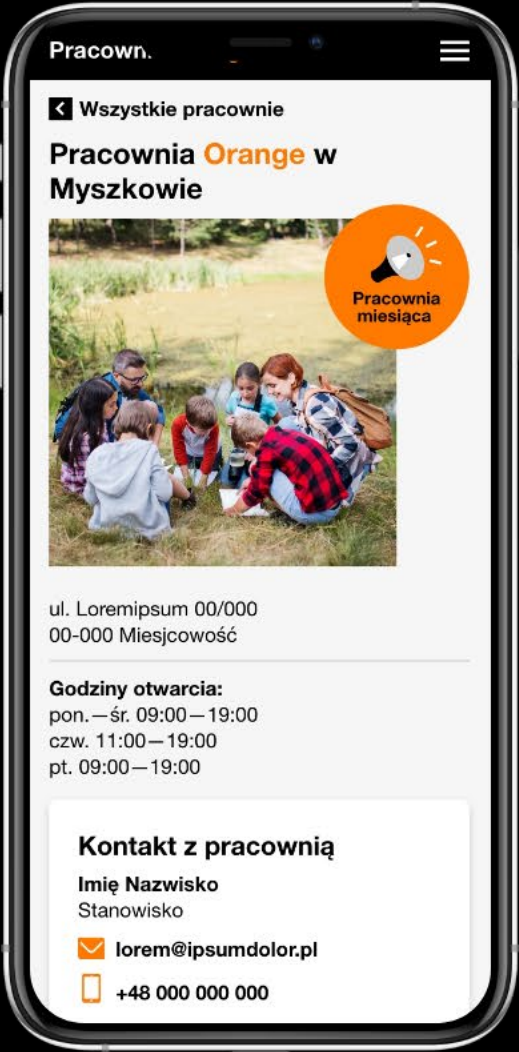 Pracown.
Wszystkie pracownie
Pracownia Orange w
Myszkowie
Pracownia
miesiąca
ul. Loremipsum 00/000
00-000 Miesjcowość
Godziny otwarcia:
pon.—śr. 09:00—19:00
czw. 11:00—19:00
pt. 09:00—19:00
Kontakt z pracownią
Imię Nazwisko
Stanowisko
lorem@ipsumdolor.pl
+48 000 000 000